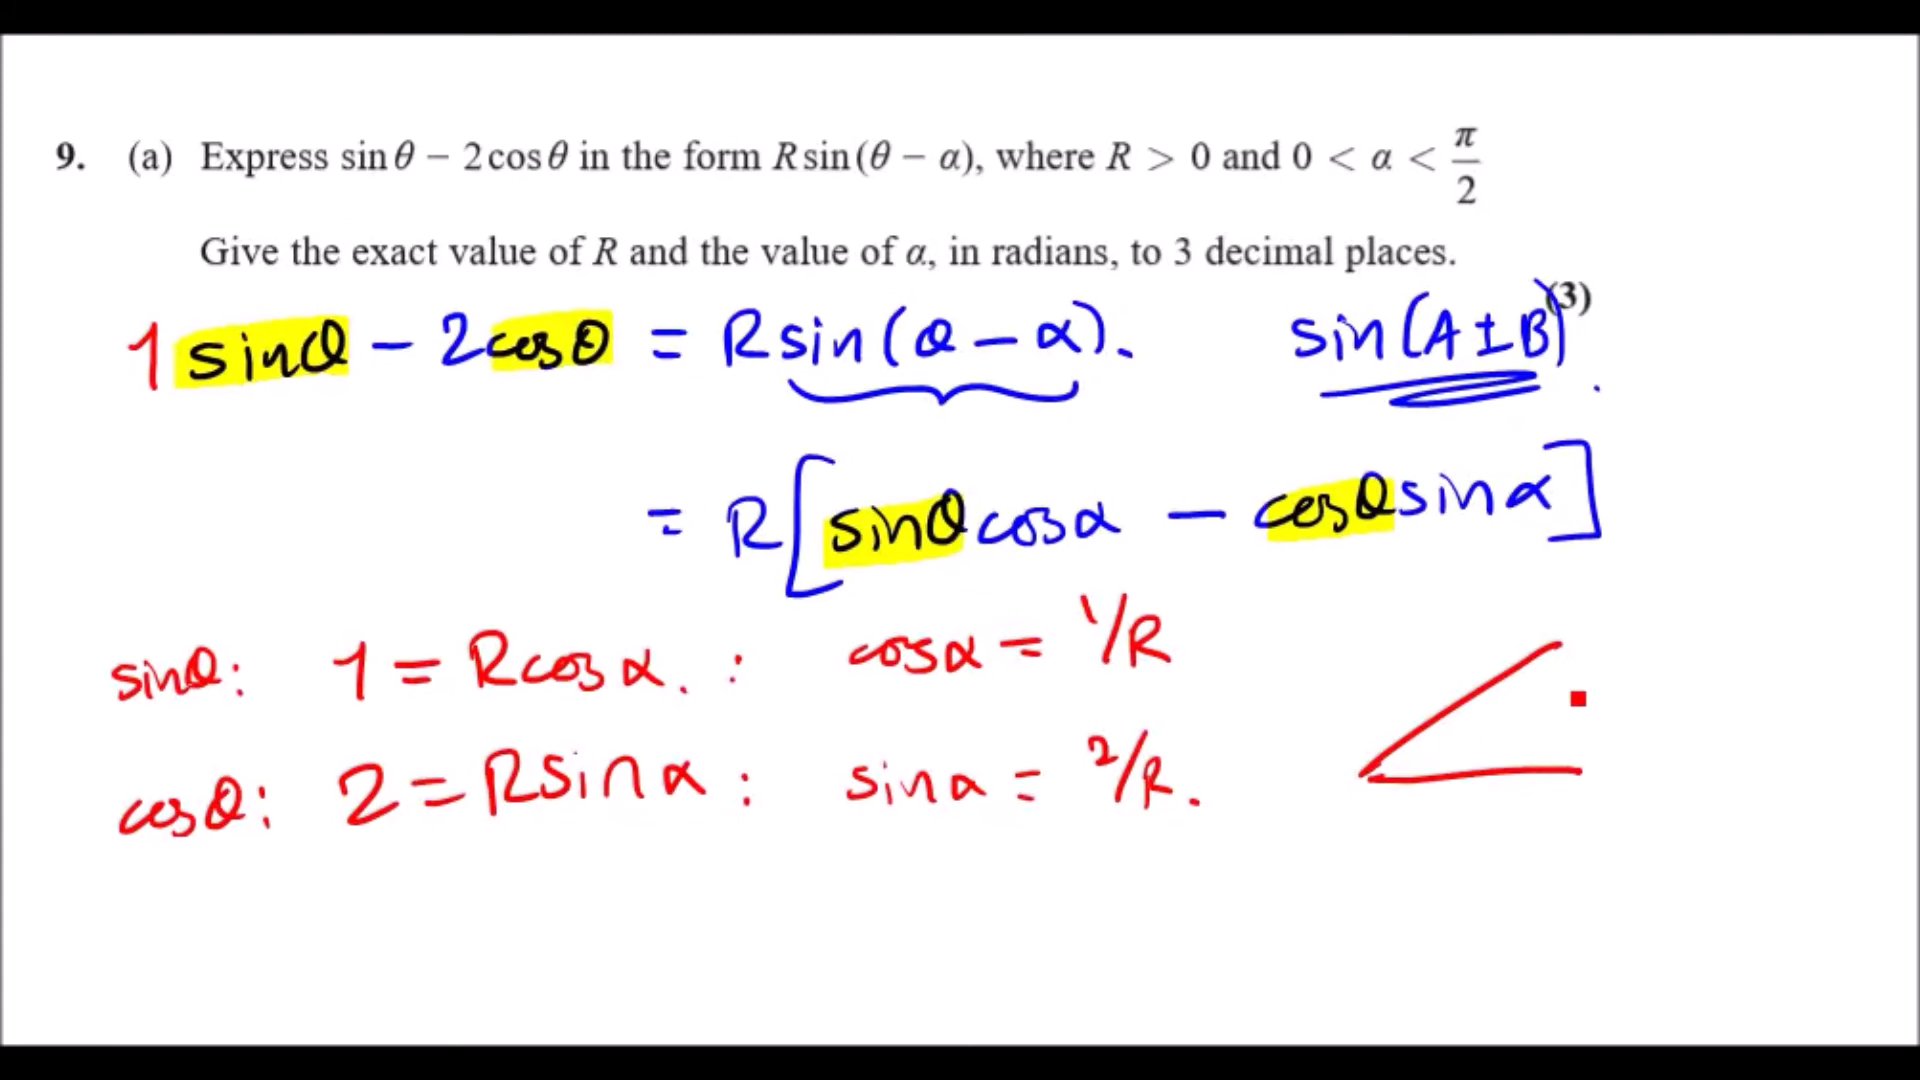 9. (a) Express sin θ − 2 cos θ in the form R sin(θ − α), where R > 0 and 0 < α < π/2
Give the exact value of R and the value of α, in radians, to 3 decimal places.
(3)
1 sinθ − 2cosθ = Rsin(θ − α). sin(A ± B)
= R[sinθcosα − cosθsinα]
sinθ: 1 = Rcosα. : cosα = 1/R
cosθ: 2 = Rsinα : sinα = 2/R.